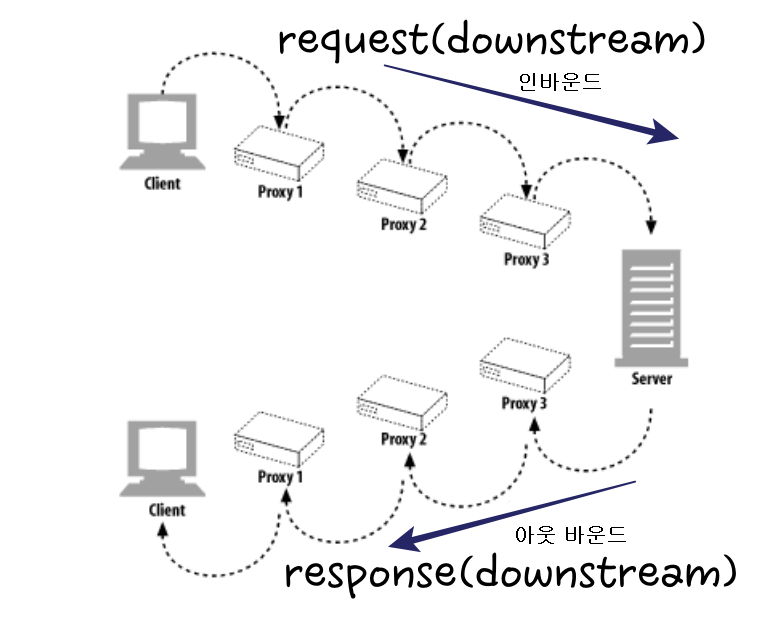 request(downstream)
인바운드
Client
Proxy 1
Proxy 2
Proxy 3
Server
Proxy 3
Proxy 2
Proxy 1
Client
아웃 바운드
response(downstream)